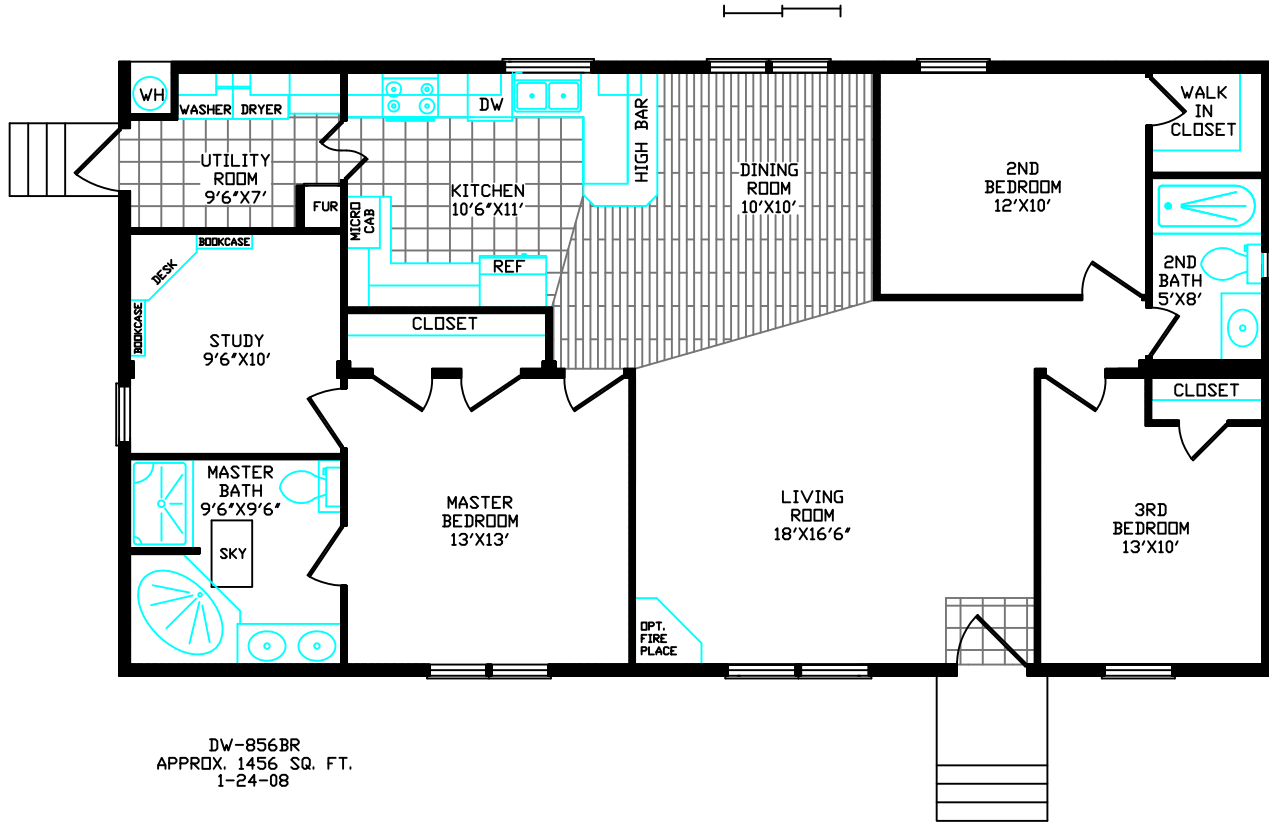 WH
WASHER
DRYER
UTILITY
ROOM
9'6"X7'
FUR
DW
HIGH BAR
KITCHEN
10'6"X11'
MICRO
CAB
REF
DINING
ROOM
10'X10'
2ND
BEDROOM
12'X10'
WALK
IN
CLOSET
2ND
BATH
5'X8'
BOOKCASE
DESK
BOOKCASE
STUDY
9'6"X10'
CLOSET
CLOSET
MASTER
BATH
9'6"X9'6"
SKY
MASTER
BEDROOM
13'X13'
LIVING
ROOM
18'X16'6"
3RD
BEDROOM
13'X10'
OPT.
FIRE
PLACE
DW-856BR
APPROX. 1456 SQ. FT.
1-24-08